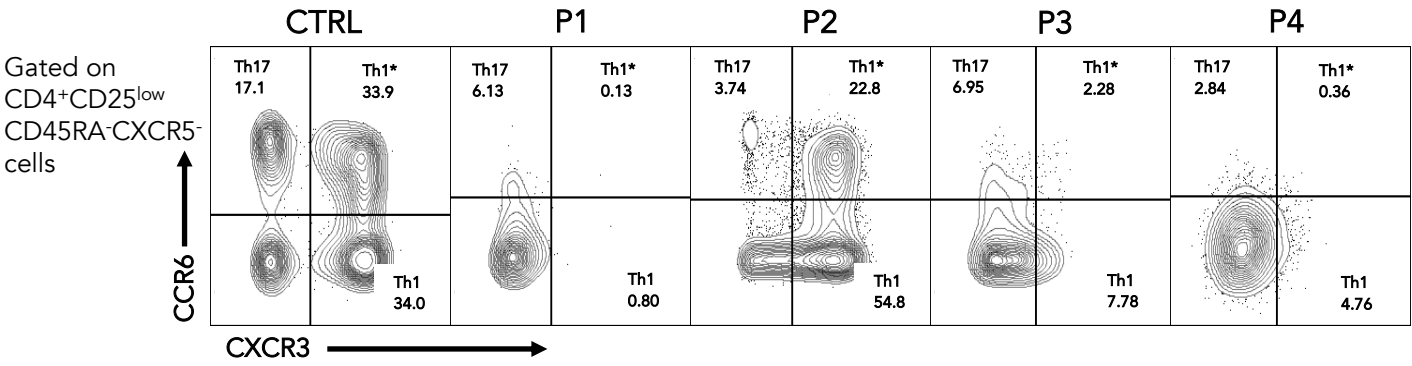 CTRL P1 P2 P3 P4
Gated on
CD4⁺CD25ˡᵒʷ
CD45RA⁻CXCR5⁻
cells
Th17 Th1* Th17 Th1* Th17 Th1* Th17 Th1* Th17 Th1*
17.1 33.9 6.13 0.13 3.74 22.8 6.95 2.28 2.84 0.36
Th1 Th1 Th1 Th1 Th1
34.0 0.80 54.8 7.78 4.76
CCR6
CXCR3